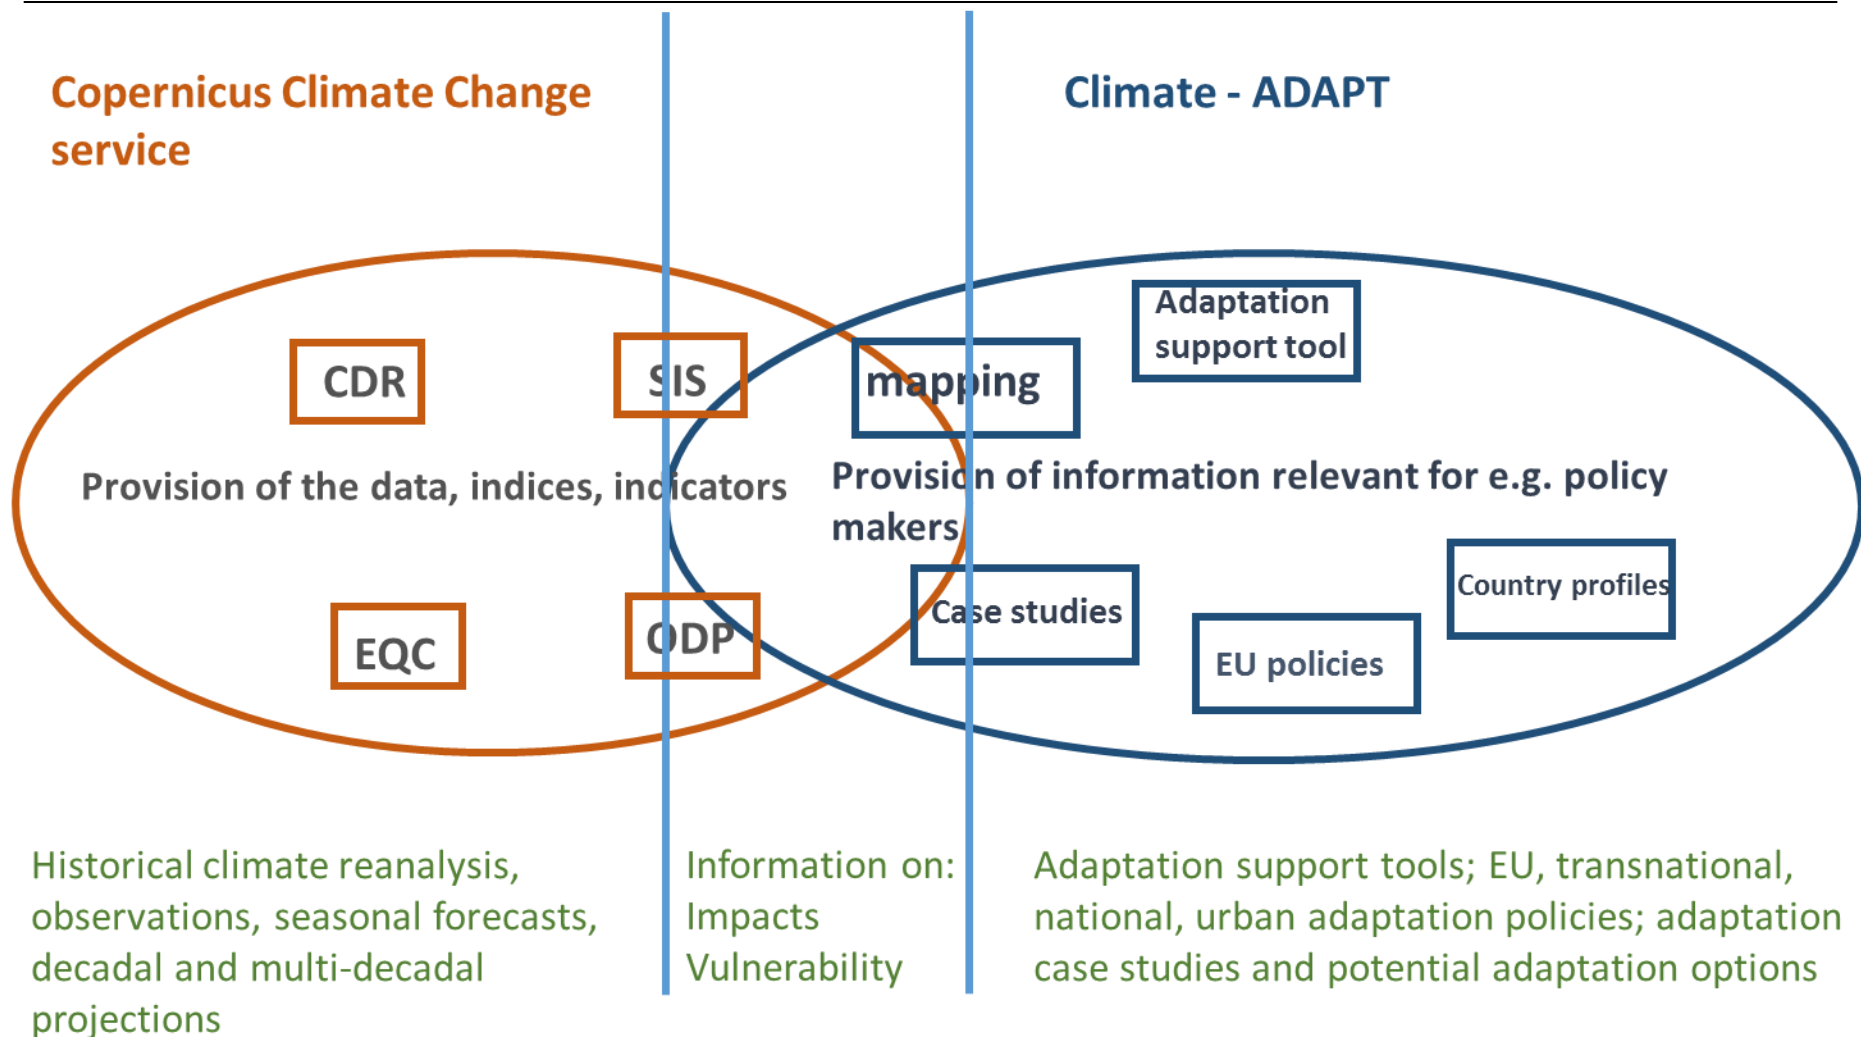 Copernicus Climate Change
service
Climate - ADAPT
Adaptation
support tool
CDR
SIS
mapping
Provision of the data, indices, indicators
Provision of information relevant for e.g. policy
makers
Country profiles
Case studies
EQC
ODP
EU policies
Historical climate reanalysis,
observations, seasonal forecasts,
decadal and multi-decadal
projections
Information on:
Impacts
Vulnerability
Adaptation support tools; EU, transnational,
national, urban adaptation policies; adaptation
case studies and potential adaptation options